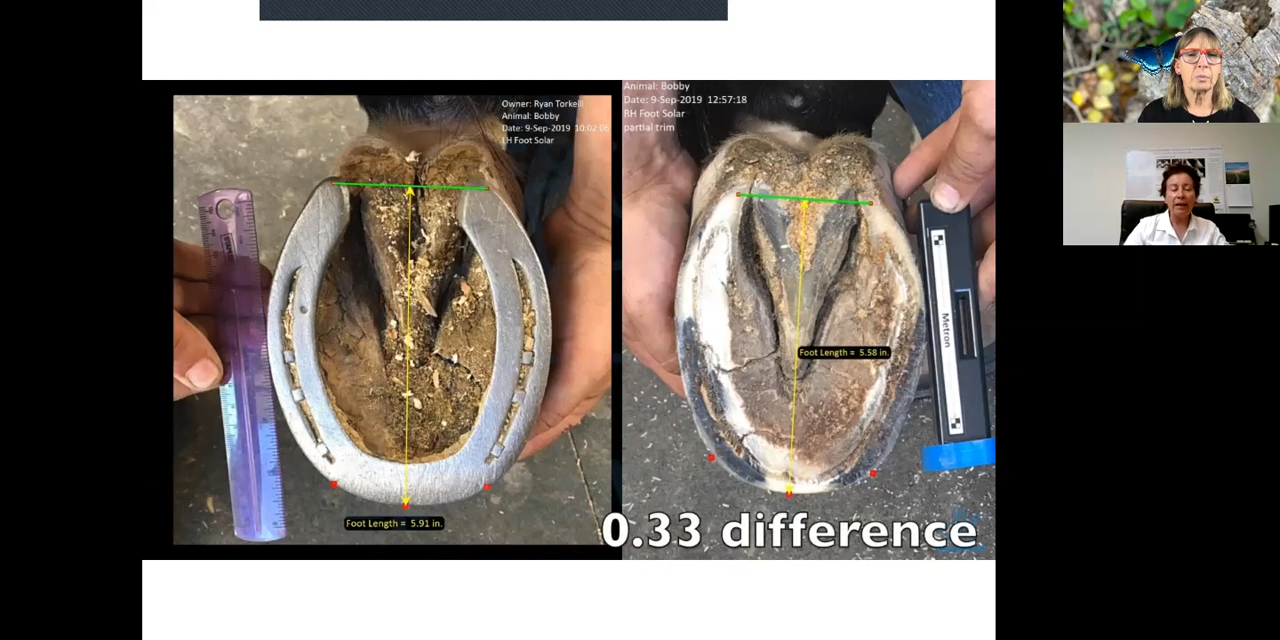 Owner: Ryan Torkell
Animal: Bobby
Date: 9-Sep-2019 10:02:06
LH Foot Solar
Foot Length = 5.91 in.
Animal: Bobby
Date: 9-Sep-2019 12:57:18
RH Foot Solar
partial trim
Foot Length = 5.58 in.
Metron
0.33 difference